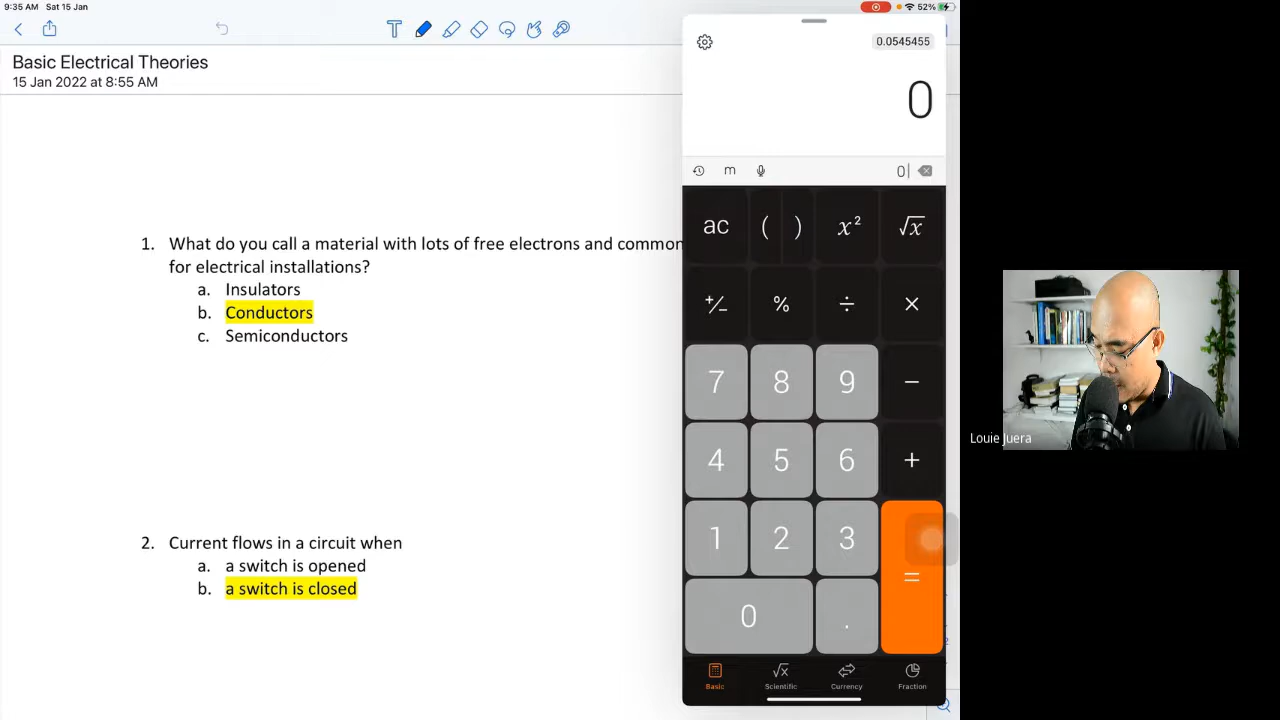 9:35 AM Sat 15 Jan
52%
Basic Electrical Theories
15 Jan 2022 at 8:55 AM
1. What do you call a material with lots of free electrons and common
for electrical installations?
a. Insulators
b. Conductors
c. Semiconductors
2. Current flows in a circuit when
a. a switch is opened
b. a switch is closed
0.0545455
0
m 0
ac ( ) x² √x
+/− % ÷ ×
7 8 9 −
4 5 6 +
1 2 3
0 . =
√x
Basic Scientific Currency Fraction
Louie Juera